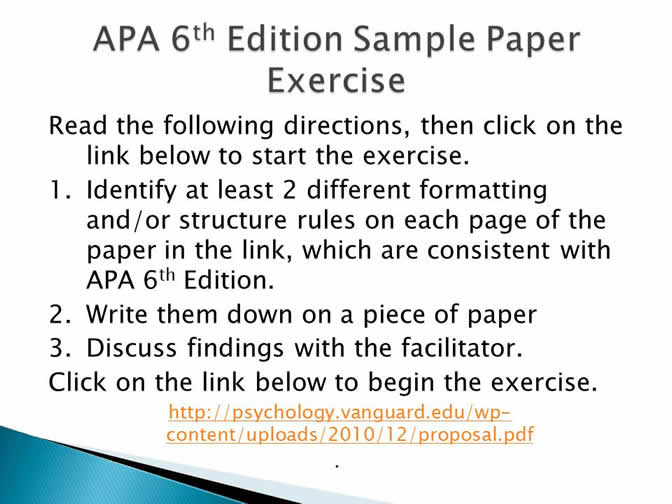 APA 6th Edition Sample Paper
Exercise
Read the following directions, then click on the
link below to start the exercise.
1. Identify at least 2 different formatting
and/or structure rules on each page of the
paper in the link, which are consistent with
APA 6th Edition.
2. Write them down on a piece of paper
3. Discuss findings with the facilitator.
Click on the link below to begin the exercise.
http://psychology.vanguard.edu/wp-
content/uploads/2010/12/proposal.pdf
.